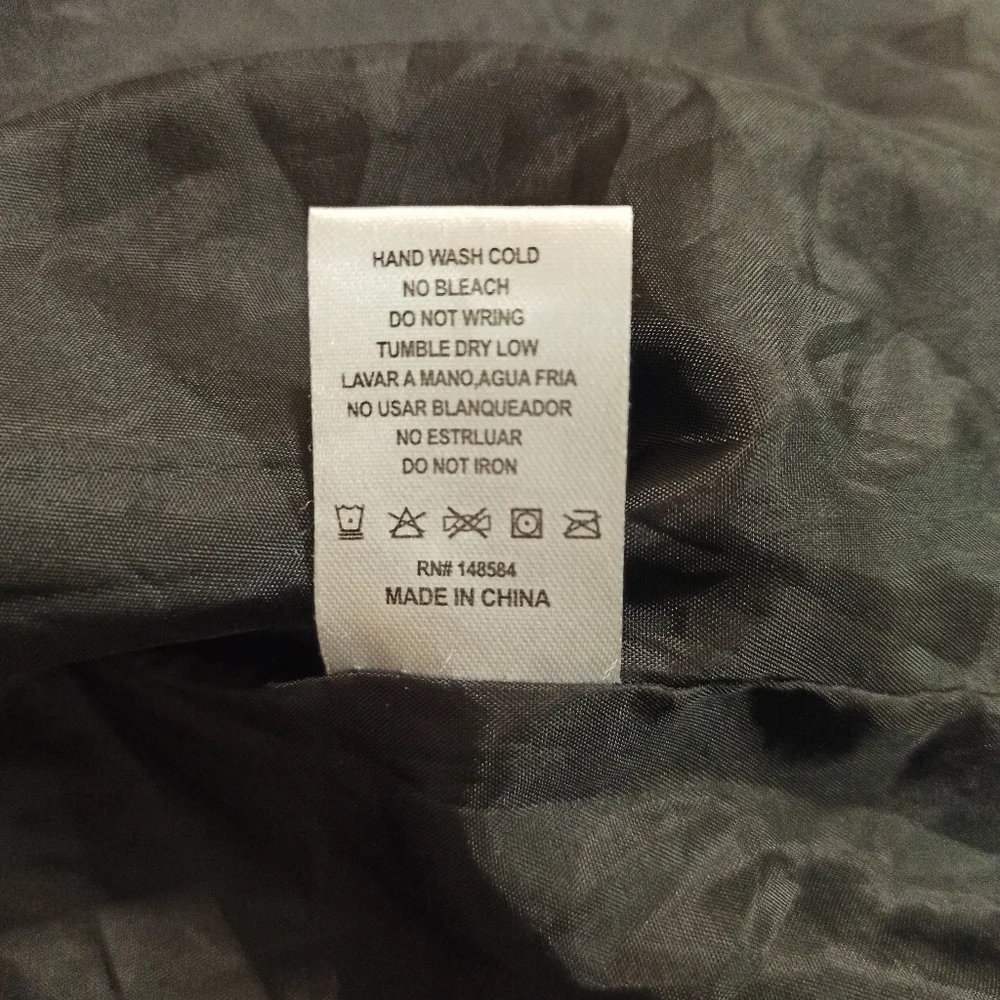 HAND WASH COLD
NO BLEACH
DO NOT WRING
TUMBLE DRY LOW
LAVAR A MANO,AGUA FRIA
NO USAR BLANQUEADOR
NO ESTRLUAR
DO NOT IRON
RN# 148584
MADE IN CHINA